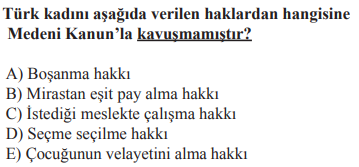 Türk kadını aşağıda verilen haklardan hangisine
Medeni Kanun’la kavuşmamıştır?
A) Boşanma hakkı
B) Mirastan eşit pay alma hakkı
C) İstediği meslekte çalışma hakkı
D) Seçme seçilme hakkı
E) Çocuğunun velayetini alma hakkı